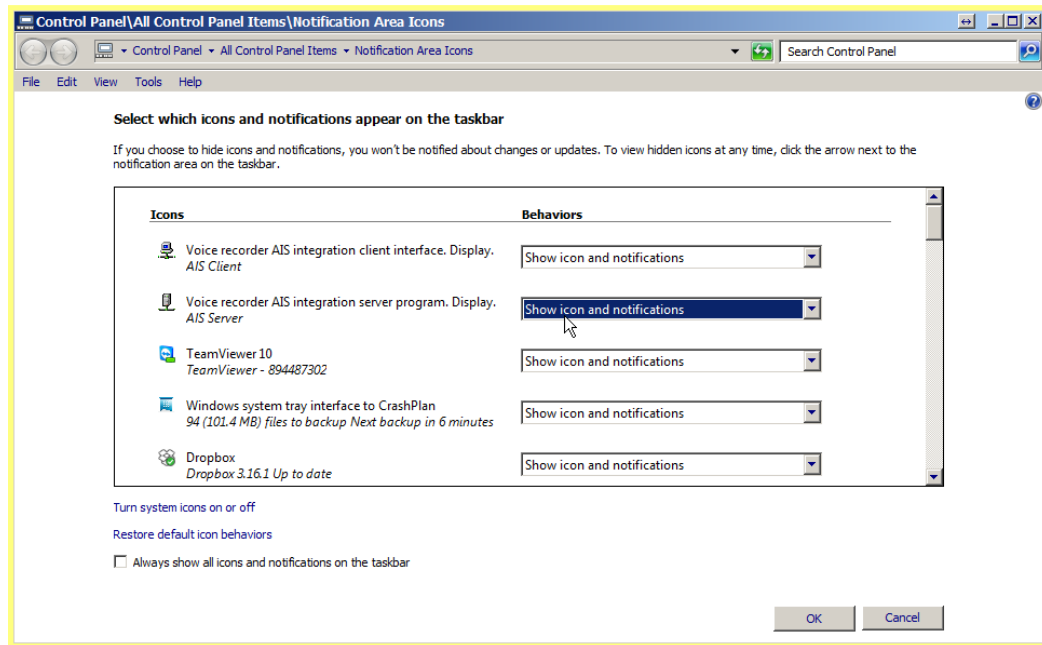 Control Panel\All Control Panel Items\Notification Area Icons
Control Panel All Control Panel Items Notification Area Icons
Search Control Panel
File Edit View Tools Help
Select which icons and notifications appear on the taskbar
If you choose to hide icons and notifications, you won't be notified about changes or updates. To view hidden icons at any time, click the arrow next to the
notification area on the taskbar.
Icons Behaviors
Voice recorder AIS integration client interface. Display.
AIS Client
Show icon and notifications
Voice recorder AIS integration server program. Display.
AIS Server
Show icon and notifications
TeamViewer 10
TeamViewer - 894487302
Show icon and notifications
Windows system tray interface to CrashPlan
94 (101.4 MB) files to backup Next backup in 6 minutes
Show icon and notifications
Dropbox
Dropbox 3.16.1 Up to date
Show icon and notifications
Turn system icons on or off
Restore default icon behaviors
Always show all icons and notifications on the taskbar
OK Cancel